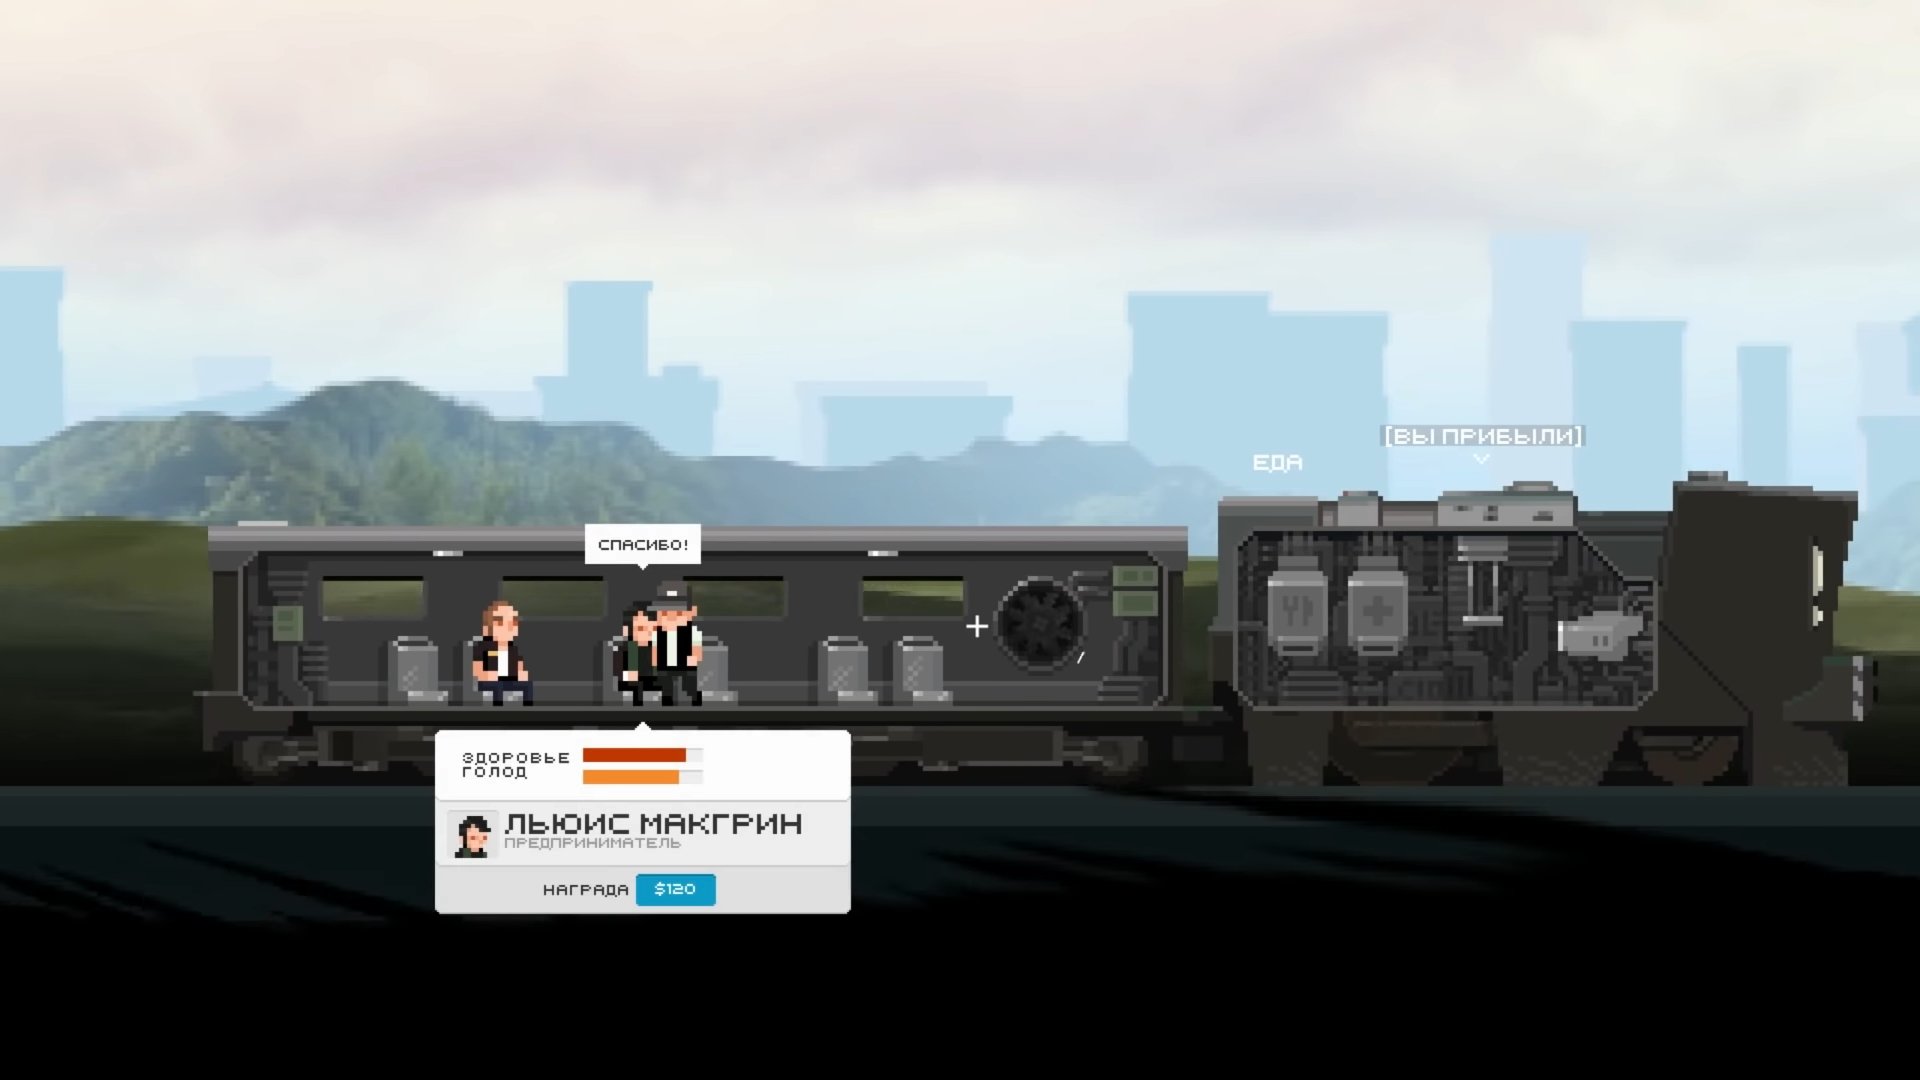 [ВЫ ПРИБЫЛИ]
ЕДА
СПАСИБО!
ЗДОРОВЬЕ
ГОЛОД
ЛЬЮИС МАКГРИН
ПРЕДПРИНИМАТЕЛЬ
НАГРАДА $120